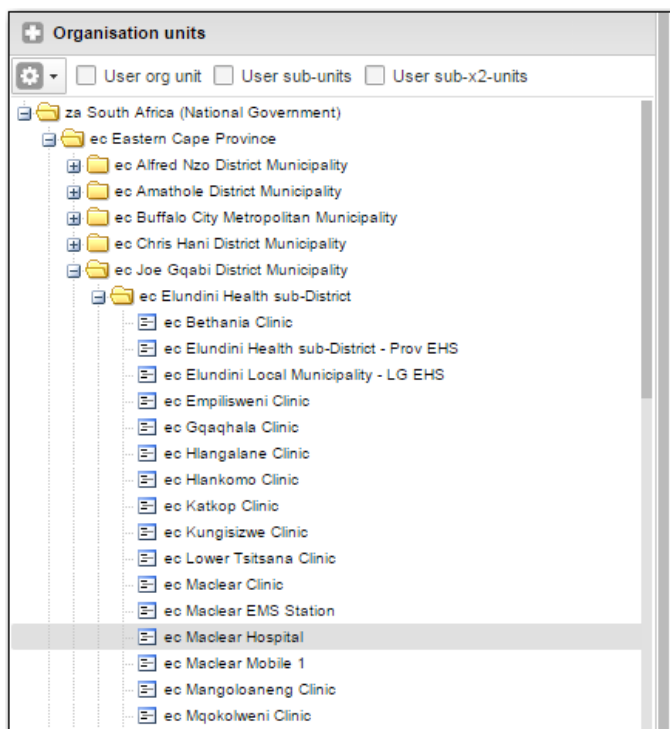 Organisation units
User org unit User sub-units User sub-x2-units
za South Africa (National Government)
ec Eastern Cape Province
ec Alfred Nzo District Municipality
ec Amathole District Municipality
ec Buffalo City Metropolitan Municipality
ec Chris Hani District Municipality
ec Joe Gqabi District Municipality
ec Elundini Health sub-District
ec Bethania Clinic
ec Elundini Health sub-District - Prov EHS
ec Elundini Local Municipality - LG EHS
ec Empilisweni Clinic
ec Gqaqhala Clinic
ec Hlangalane Clinic
ec Hlankomo Clinic
ec Katkop Clinic
ec Kungisizwe Clinic
ec Lower Tsitsana Clinic
ec Maclear Clinic
ec Maclear EMS Station
ec Maclear Hospital
ec Maclear Mobile 1
ec Mangoloaneng Clinic
ec Mqokolweni Clinic